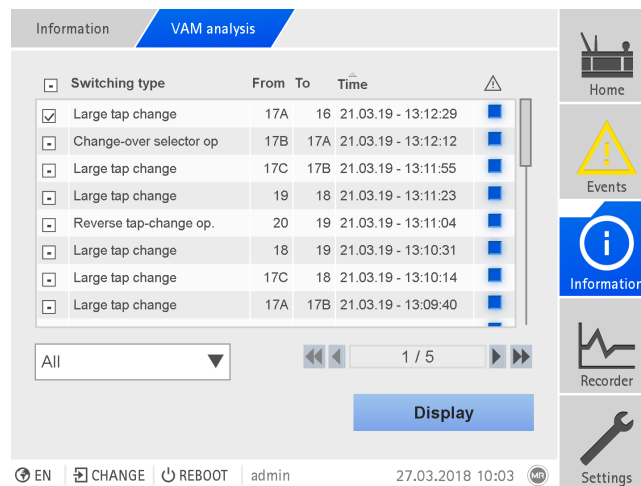 Information VAM analysis
Switching type From To Time
Large tap change 17A 16 21.03.19 - 13:12:29
Change-over selector op 17B 17A 21.03.19 - 13:12:12
Large tap change 17C 17B 21.03.19 - 13:11:55
Large tap change 19 18 21.03.19 - 13:11:23
Reverse tap-change op. 20 19 21.03.19 - 13:11:04
Large tap change 18 19 21.03.19 - 13:10:31
Large tap change 17C 18 21.03.19 - 13:10:14
Large tap change 17A 17B 21.03.19 - 13:09:40
All
1 / 5
Display
EN CHANGE REBOOT admin 27.03.2018 10:03 MR
Home
Events
Information
Recorder
Settings